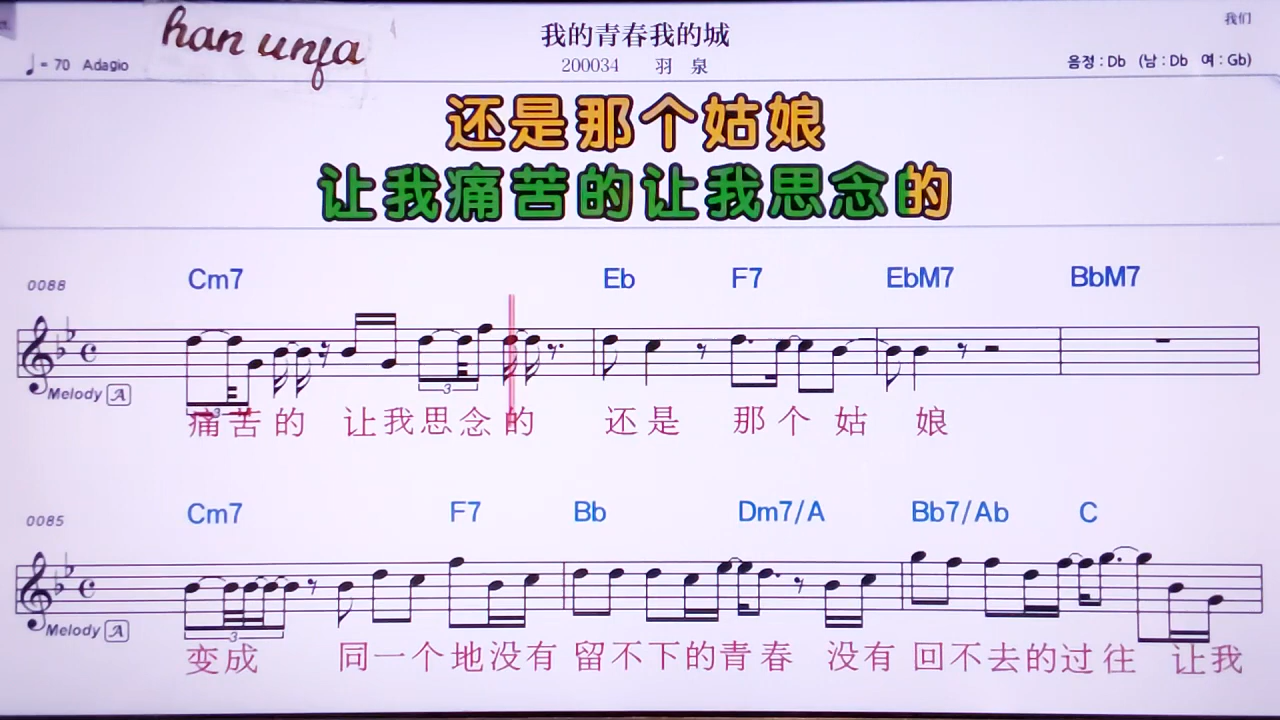 han unfa
我的青春我的城
我们
♩= 70 Adagio
200034 羽 泉
음정 : Db (남 : Db 여 : Gb)
还是那个姑娘
让我痛苦的让我思念的
Cm7 Eb F7 EbM7 BbM7
0088
3 3
Melody A
痛苦的 让我思念的 还是 那个姑 娘
Cm7 F7 Bb Dm7/A Bb7/Ab C
0085
3
Melody A
变成 同一个地没有 留不下的青春 没有 回不去的过往 让我